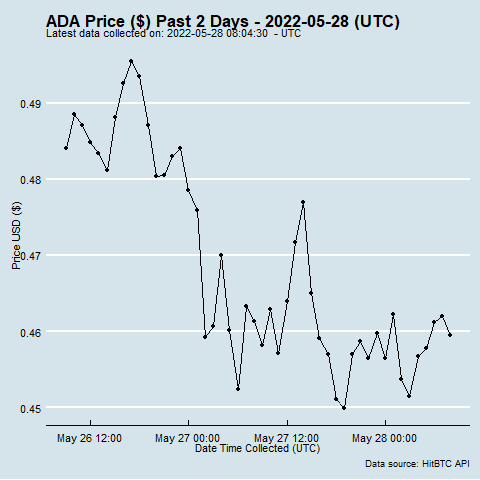 ADA Price ($) Past 2 Days - 2022-05-28 (UTC)
Latest data collected on: 2022-05-28 08:04:30  - UTC
0.49
0.48
0.47
0.46
0.45
Price USD ($)
May 26 12:00
May 27 00:00
May 27 12:00
May 28 00:00
Date Time Collected (UTC)
Data source: HitBTC API